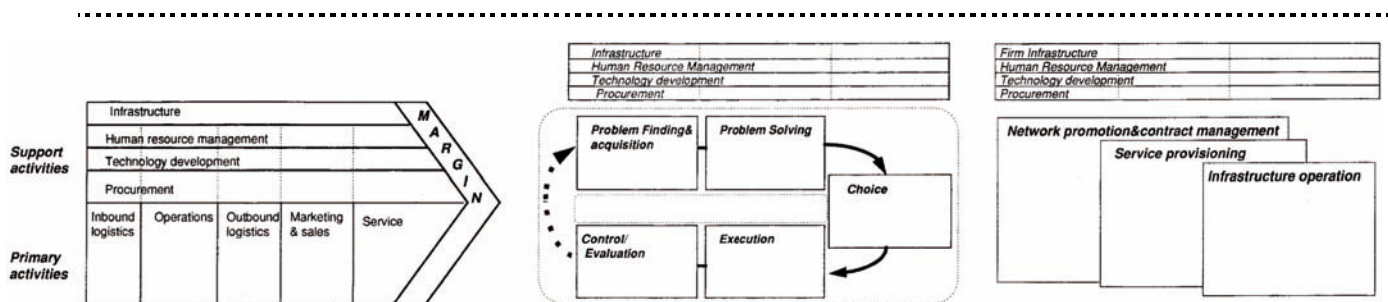 Support
activities
Primary
activities
Infrastructure
Human resource management
Technology development
Procurement
Inbound
logistics
Operations
Outbound
logistics
Marketing
& sales
Service
MARGIN
Infrastructure
Human Resource Management
Technology development
Procurement
Problem Finding&
acquisition
Problem Solving
Choice
Control/
Evaluation
Execution
Firm Infrastructure
Human Resource Management
Technology development
Procurement
Network promotion&contract management
Service provisioning
Infrastructure operation